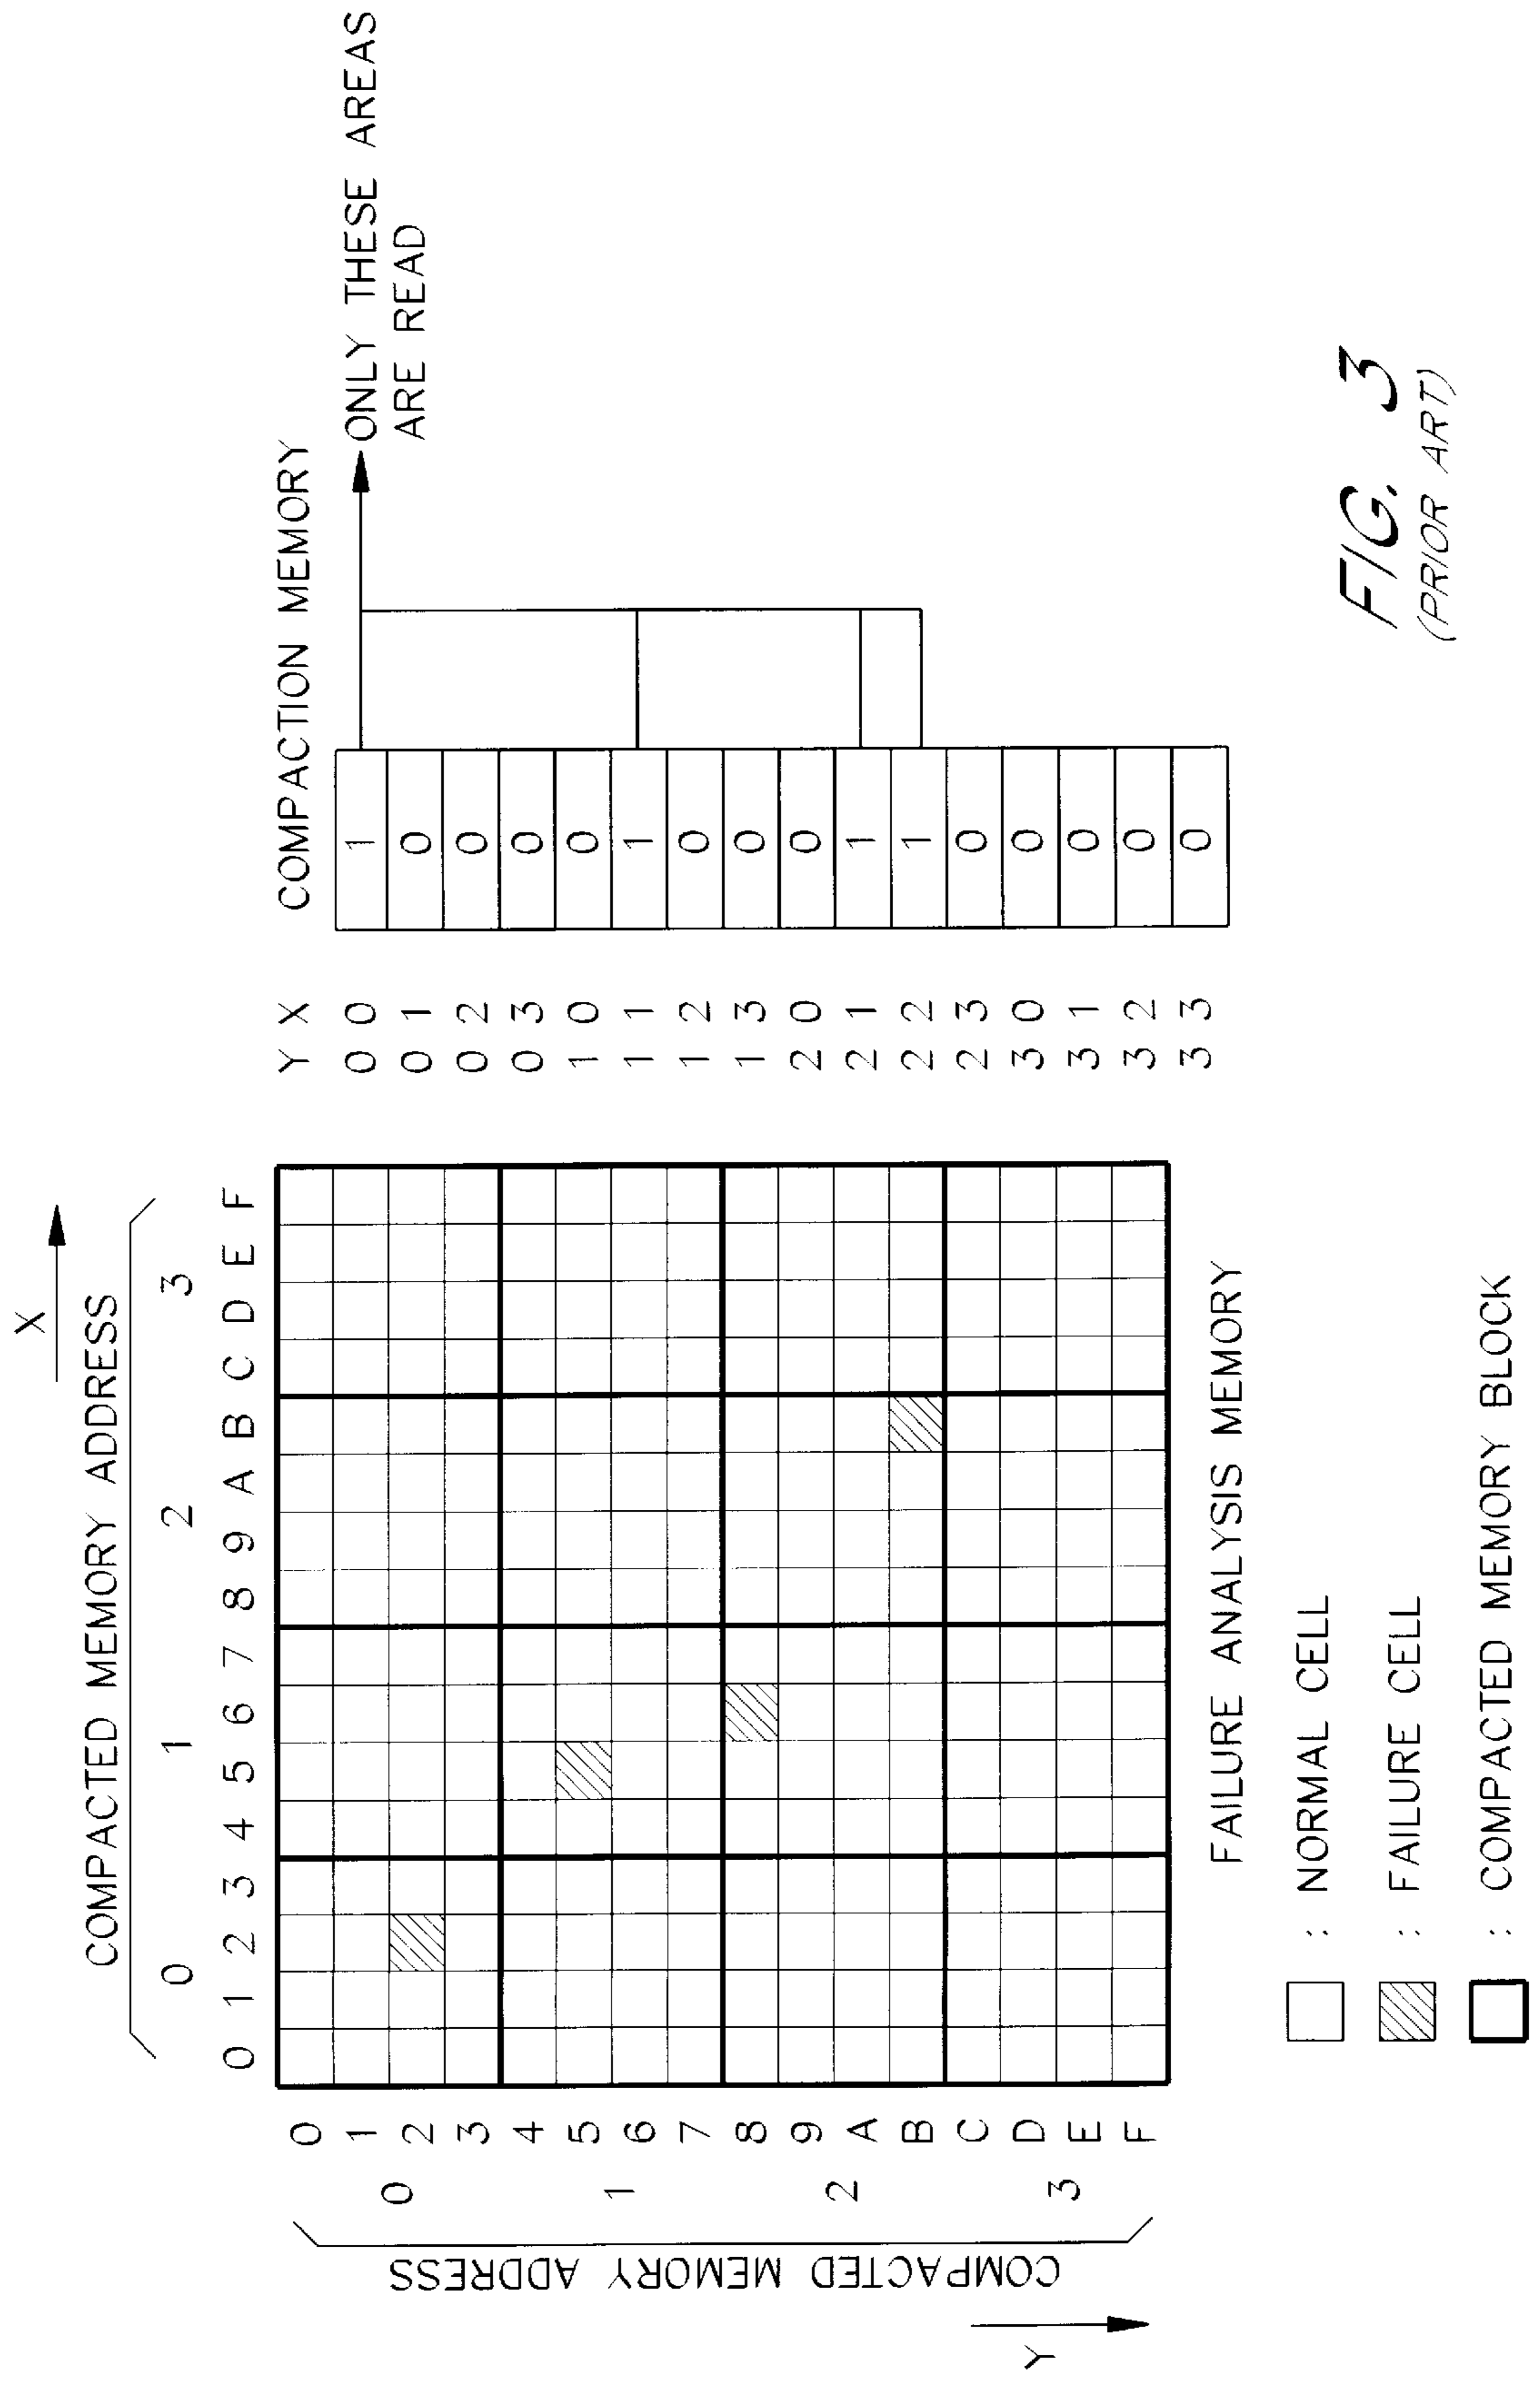 X
COMPACTED MEMORY ADDRESS
0 1 2 3
0 1 2 3 4 5 6 7 8 9 A B C D E F
COMPACTED MEMORY ADDRESS
Y
0
1
2
3
0
1
2
3
4
5
6
7
8
9
A
B
C
D
E
F
FAILURE ANALYSIS MEMORY
: NORMAL CELL
: FAILURE CELL
: COMPACTED MEMORY BLOCK
Y X COMPACTION MEMORY
0 0 1
0 1 0
0 2 0
0 3 0
1 0 0
1 1 1
1 2 0
1 3 0
2 0 0
2 1 1
2 2 1
2 3 0
3 0 0
3 1 0
3 2 0
3 3 0
ONLY THESE AREAS
ARE READ
FIG. 3
(PRIOR ART)